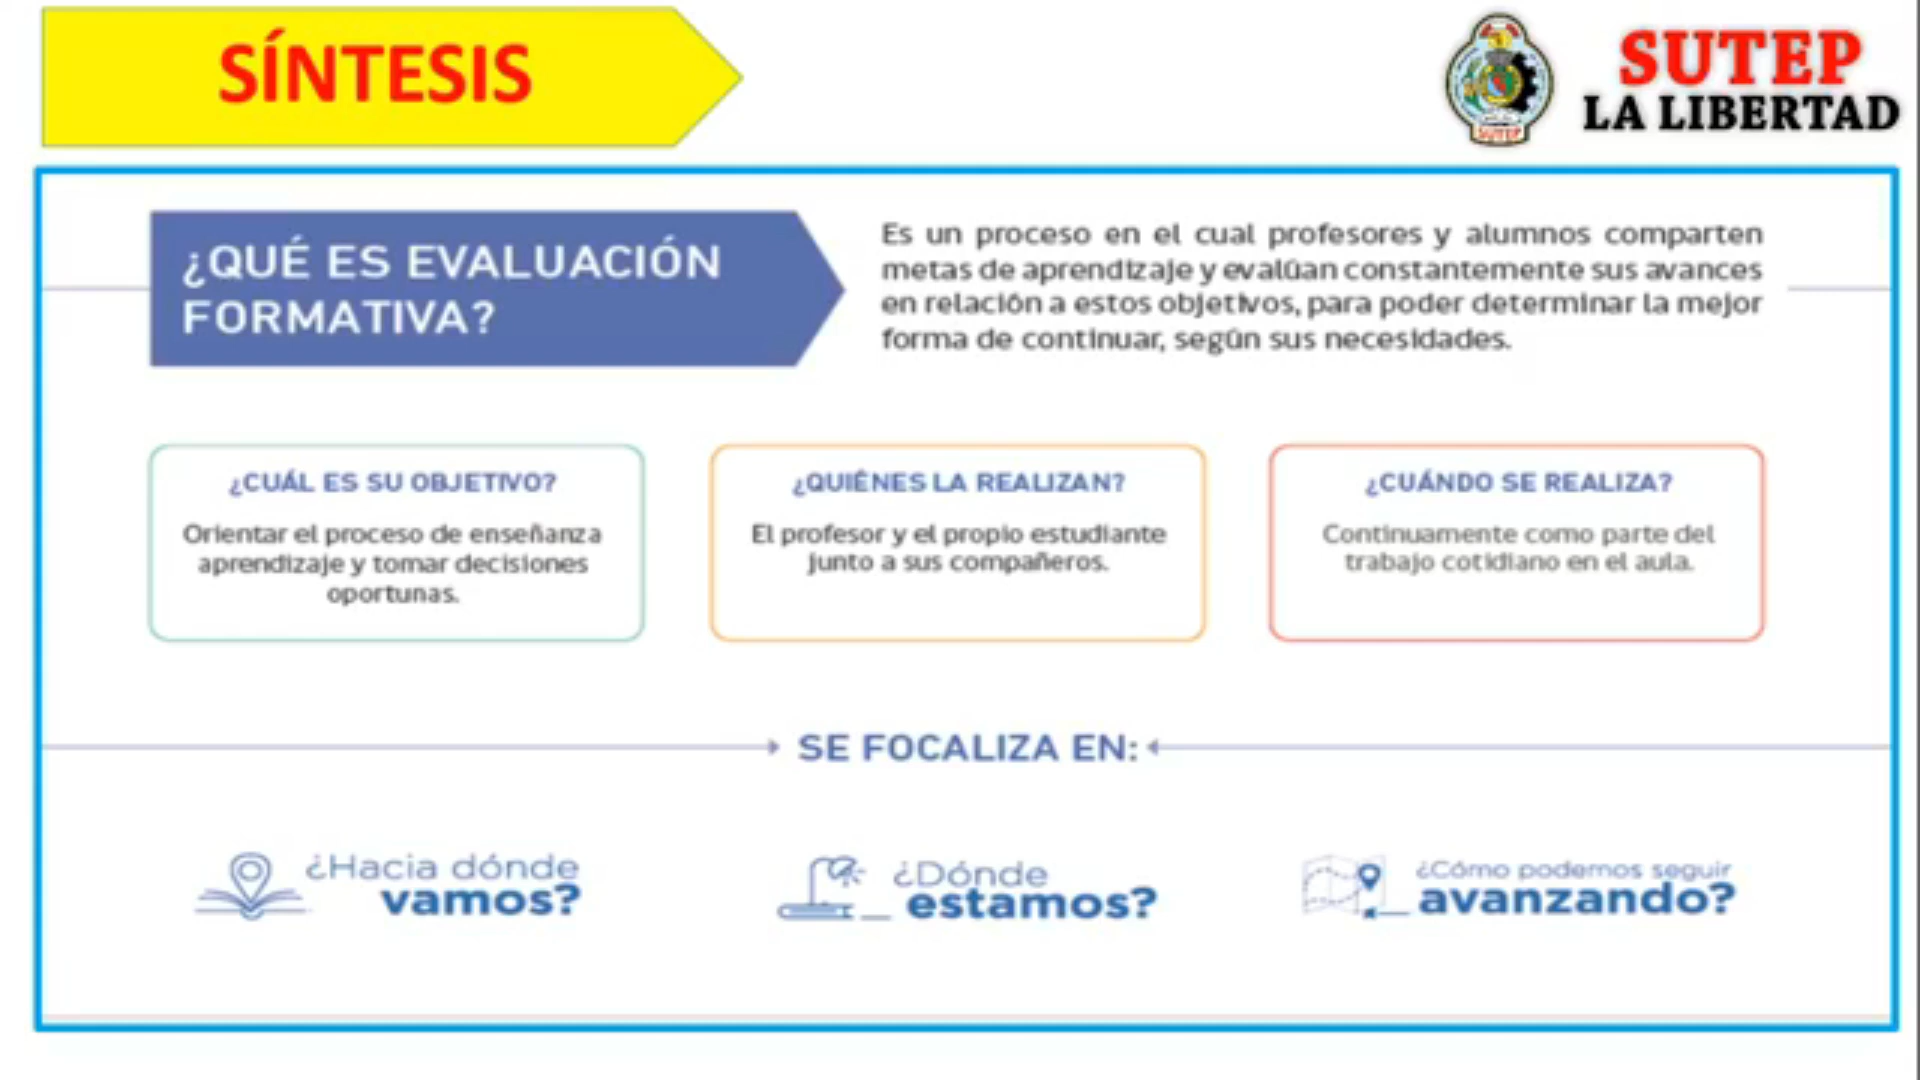 SÍNTESIS
SUTEP
LA LIBERTAD
SUTEP
¿QUÉ ES EVALUACIÓN
FORMATIVA?
Es un proceso en el cual profesores y alumnos comparten
metas de aprendizaje y evalúan constantemente sus avances
en relación a estos objetivos, para poder determinar la mejor
forma de continuar, según sus necesidades.
¿CUÁL ES SU OBJETIVO?
Orientar el proceso de enseñanza
aprendizaje y tomar decisiones
oportunas.
¿QUIÉNES LA REALIZAN?
El profesor y el propio estudiante
junto a sus compañeros.
¿CUÁNDO SE REALIZA?
Continuamente como parte del
trabajo cotidiano en el aula.
SE FOCALIZA EN:
¿Hacia dónde
vamos?
¿Dónde
estamos?
¿Cómo podemos seguir
avanzando?